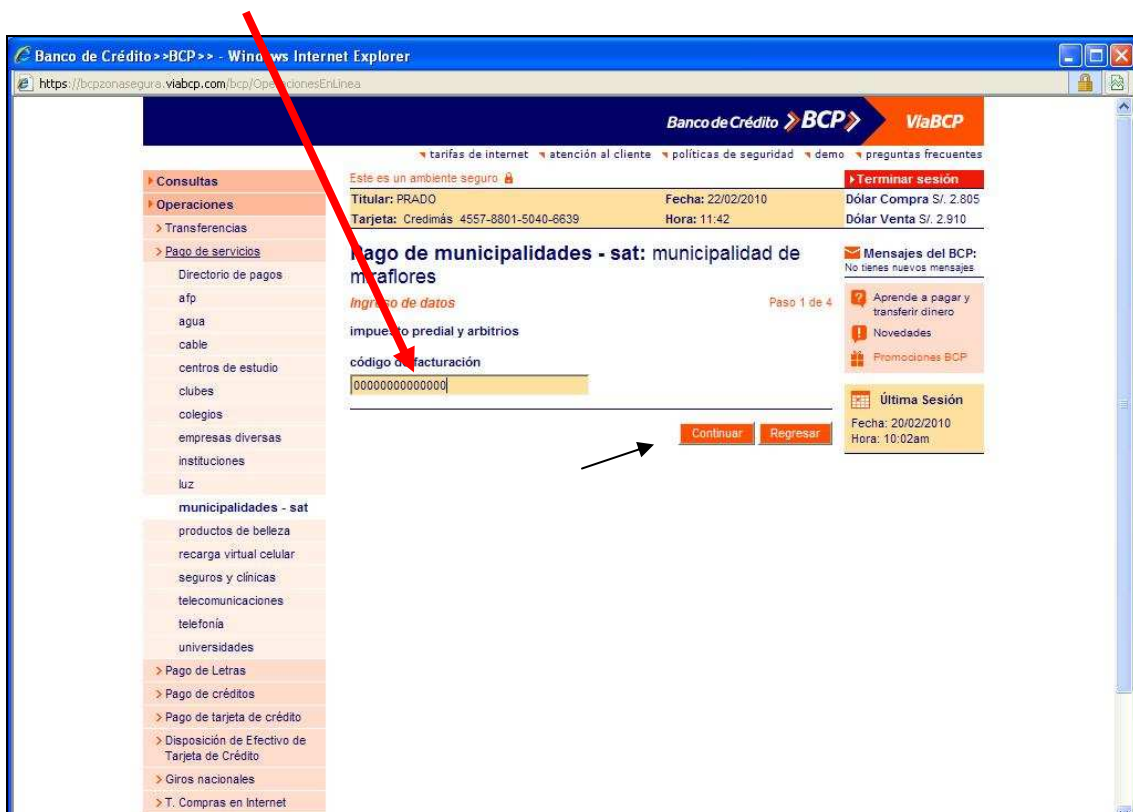 Banco de Crédito>>BCP>> - Windows Internet Explorer
https://bcpzonasegura.viabcp.com/bcp/OperacionesEnLinea
Banco de Crédito >BCP> ViaBCP
tarifas de internet atención al cliente políticas de seguridad demo preguntas frecuentes
Consultas
Operaciones
> Transferencias
> Pago de servicios
Directorio de pagos
afp
agua
cable
centros de estudio
clubes
colegios
empresas diversas
instituciones
luz
municipalidades - sat
productos de belleza
recarga virtual celular
seguros y clínicas
telecomunicaciones
telefonía
universidades
> Pago de Letras
> Pago de créditos
> Pago de tarjeta de crédito
> Disposición de Efectivo de
Tarjeta de Crédito
> Giros nacionales
> T. Compras en Internet
Este es un ambiente seguro
Titular: PRADO Fecha: 22/02/2010
Tarjeta: Credimás 4557-8801-5040-6639 Hora: 11:42
Pago de municipalidades - sat: municipalidad de
miraflores
Ingreso de datos Paso 1 de 4
impuesto predial y arbitrios
código de facturación
00000000000000
Continuar Regresar
Terminar sesión
Dólar Compra S/. 2.805
Dólar Venta S/. 2.910
Mensajes del BCP:
No tienes nuevos mensajes
Aprende a pagar y
transferir dinero
Novedades
Promociones BCP
Última Sesión
Fecha: 20/02/2010
Hora: 10:02am